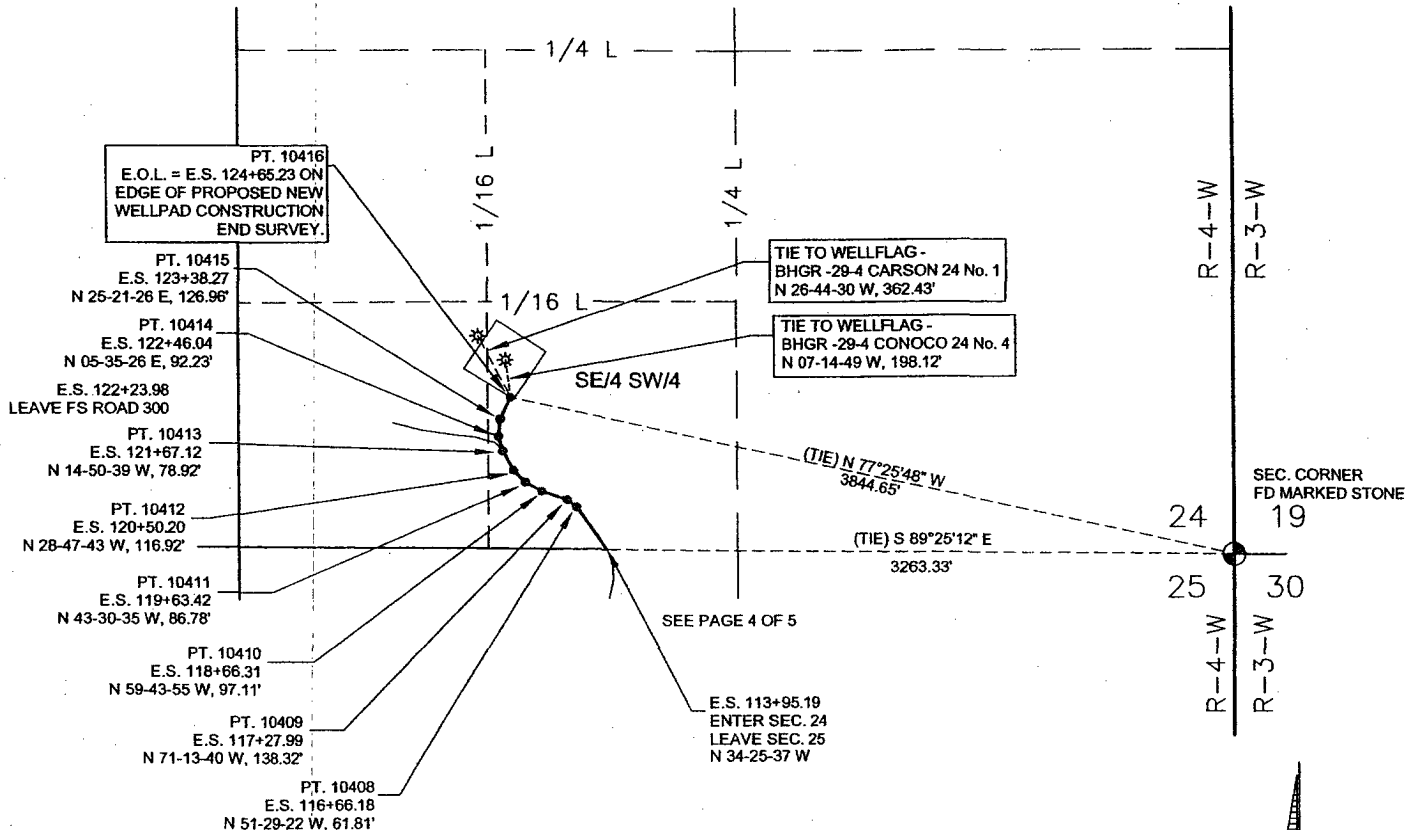 1/4 L
1/16 L
1/4 L
R-4-W
R-3-W
PT. 10416
E.O.L. = E.S. 124+65.23 ON
EDGE OF PROPOSED NEW
WELLPAD CONSTRUCTION
END SURVEY.
PT. 10415
E.S. 123+38.27
N 25-21-26 E, 126.96'
TIE TO WELLFLAG -
BHGR -29-4 CARSON 24 No. 1
N 26-44-30 W, 362.43'
1/16 L
PT. 10414
E.S. 122+46.04
N 05-35-26 E, 92.23'
TIE TO WELLFLAG -
BHGR -29-4 CONOCO 24 No. 4
N 07-14-49 W, 198.12'
SE/4 SW/4
E.S. 122+23.98
LEAVE FS ROAD 300
PT. 10413
E.S. 121+67.12
N 14-50-39 W, 78.92'
(TIE) N 77°25'48" W
3844.65'
SEC. CORNER
FD MARKED STONE
24
19
PT. 10412
E.S. 120+50.20
N 28-47-43 W, 116.92'
(TIE) S 89°25'12" E
3263.33'
25
30
PT. 10411
E.S. 119+63.42
N 43-30-35 W, 86.78'
SEE PAGE 4 OF 5
R-4-W
R-3-W
PT. 10410
E.S. 118+66.31
N 59-43-55 W, 97.11'
E.S. 113+95.19
ENTER SEC. 24
LEAVE SEC. 25
N 34-25-37 W
PT. 10409
E.S. 117+27.99
N 71-13-40 W, 138.32'
PT. 10408
E.S. 116+66.18
N 51-29-22 W, 61.81'